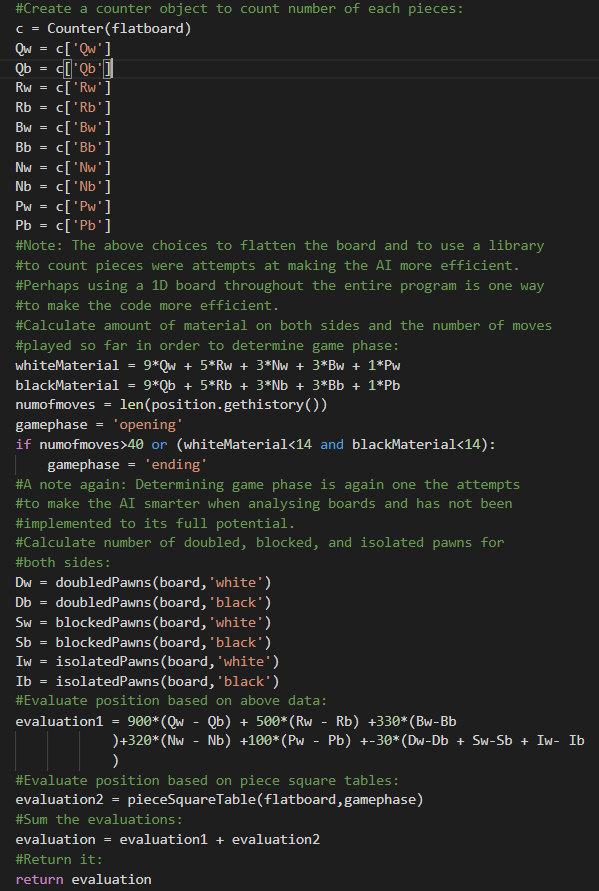 #Create a counter object to count number of each pieces:
c = Counter(flatboard)
Qw = c['Qw']
Qb = c['Qb']
Rw = c['Rw']
Rb = c['Rb']
Bw = c['Bw']
Bb = c['Bb']
Nw = c['Nw']
Nb = c['Nb']
Pw = c['Pw']
Pb = c['Pb']
#Note: The above choices to flatten the board and to use a library
#to count pieces were attempts at making the AI more efficient.
#Perhaps using a 1D board throughout the entire program is one way
#to make the code more efficient.
#Calculate amount of material on both sides and the number of moves
#played so far in order to determine game phase:
whiteMaterial = 9*Qw + 5*Rw + 3*Nw + 3*Bw + 1*Pw
blackMaterial = 9*Qb + 5*Rb + 3*Nb + 3*Bb + 1*Pb
numofmoves = len(position.gethistory())
gamephase = 'opening'
if numofmoves>40 or (whiteMaterial<14 and blackMaterial<14):
    gamephase = 'ending'
#A note again: Determining game phase is again one the attempts
#to make the AI smarter when analysing boards and has not been
#implemented to its full potential.
#Calculate number of doubled, blocked, and isolated pawns for
#both sides:
Dw = doubledPawns(board,'white')
Db = doubledPawns(board,'black')
Sw = blockedPawns(board,'white')
Sb = blockedPawns(board,'black')
Iw = isolatedPawns(board,'white')
Ib = isolatedPawns(board,'black')
#Evaluate position based on above data:
evaluation1 = 900*(Qw - Qb) + 500*(Rw - Rb) +330*(Bw-Bb
            )+320*(Nw - Nb) +100*(Pw - Pb) +-30*(Dw-Db + Sw-Sb + Iw- Ib
            )
#Evaluate position based on piece square tables:
evaluation2 = pieceSquareTable(flatboard,gamephase)
#Sum the evaluations:
evaluation = evaluation1 + evaluation2
#Return it:
return evaluation